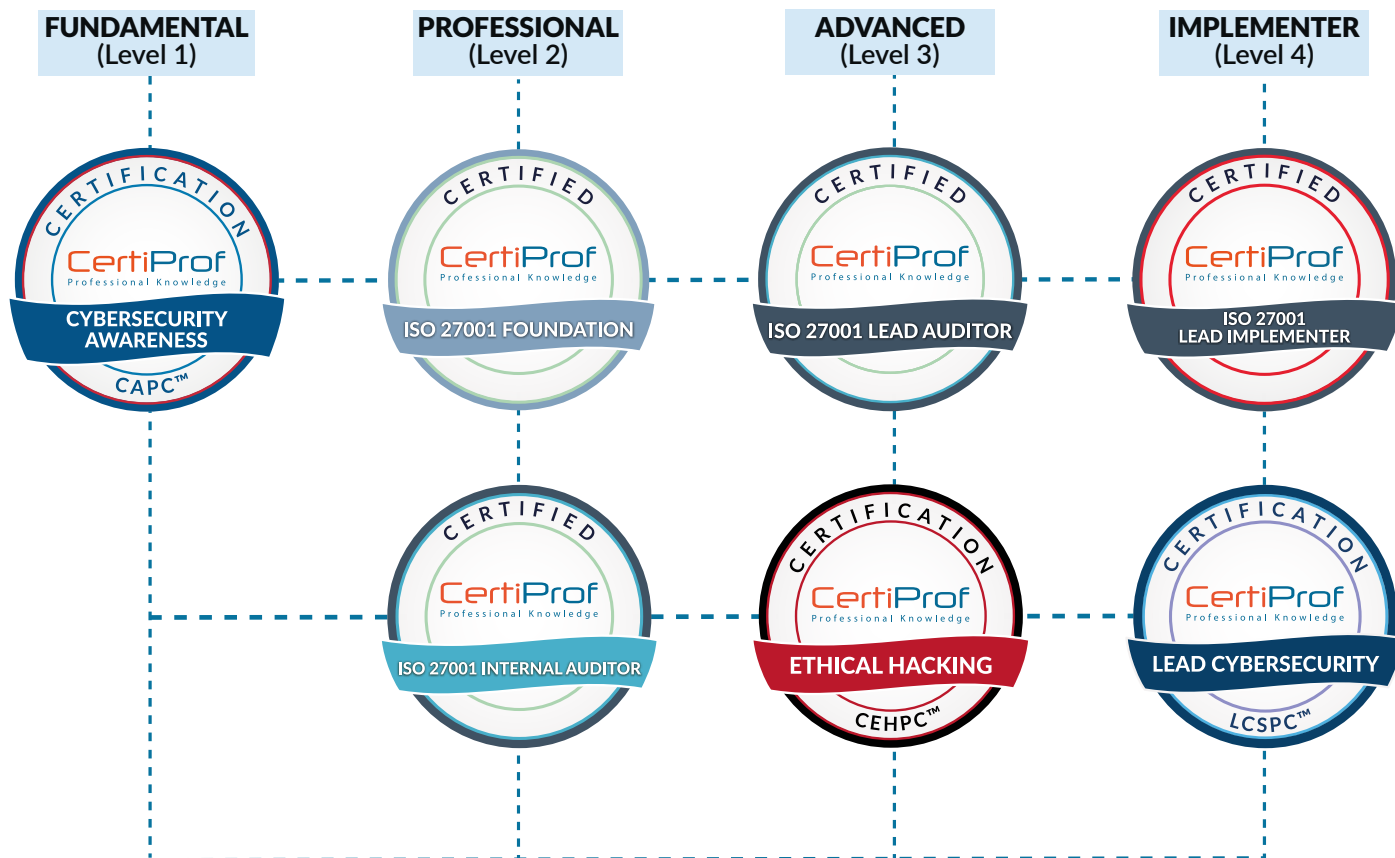 FUNDAMENTAL
(Level 1)
PROFESSIONAL
(Level 2)
ADVANCED
(Level 3)
IMPLEMENTER
(Level 4)
CERTIFICATION
CertiProf
Professional Knowledge
CYBERSECURITY
AWARENESS
CAPC™
CERTIFIED
CertiProf
Professional Knowledge
ISO 27001 FOUNDATION
CERTIFIED
CertiProf
Professional Knowledge
ISO 27001 LEAD AUDITOR
CERTIFIED
CertiProf
Professional Knowledge
ISO 27001
LEAD IMPLEMENTER
CERTIFIED
CertiProf
Professional Knowledge
ISO 27001 INTERNAL AUDITOR
CERTIFICATION
CertiProf
Professional Knowledge
ETHICAL HACKING
CEHPC™
CERTIFICATION
CertiProf
Professional Knowledge
LEAD CYBERSECURITY
LCSPC™